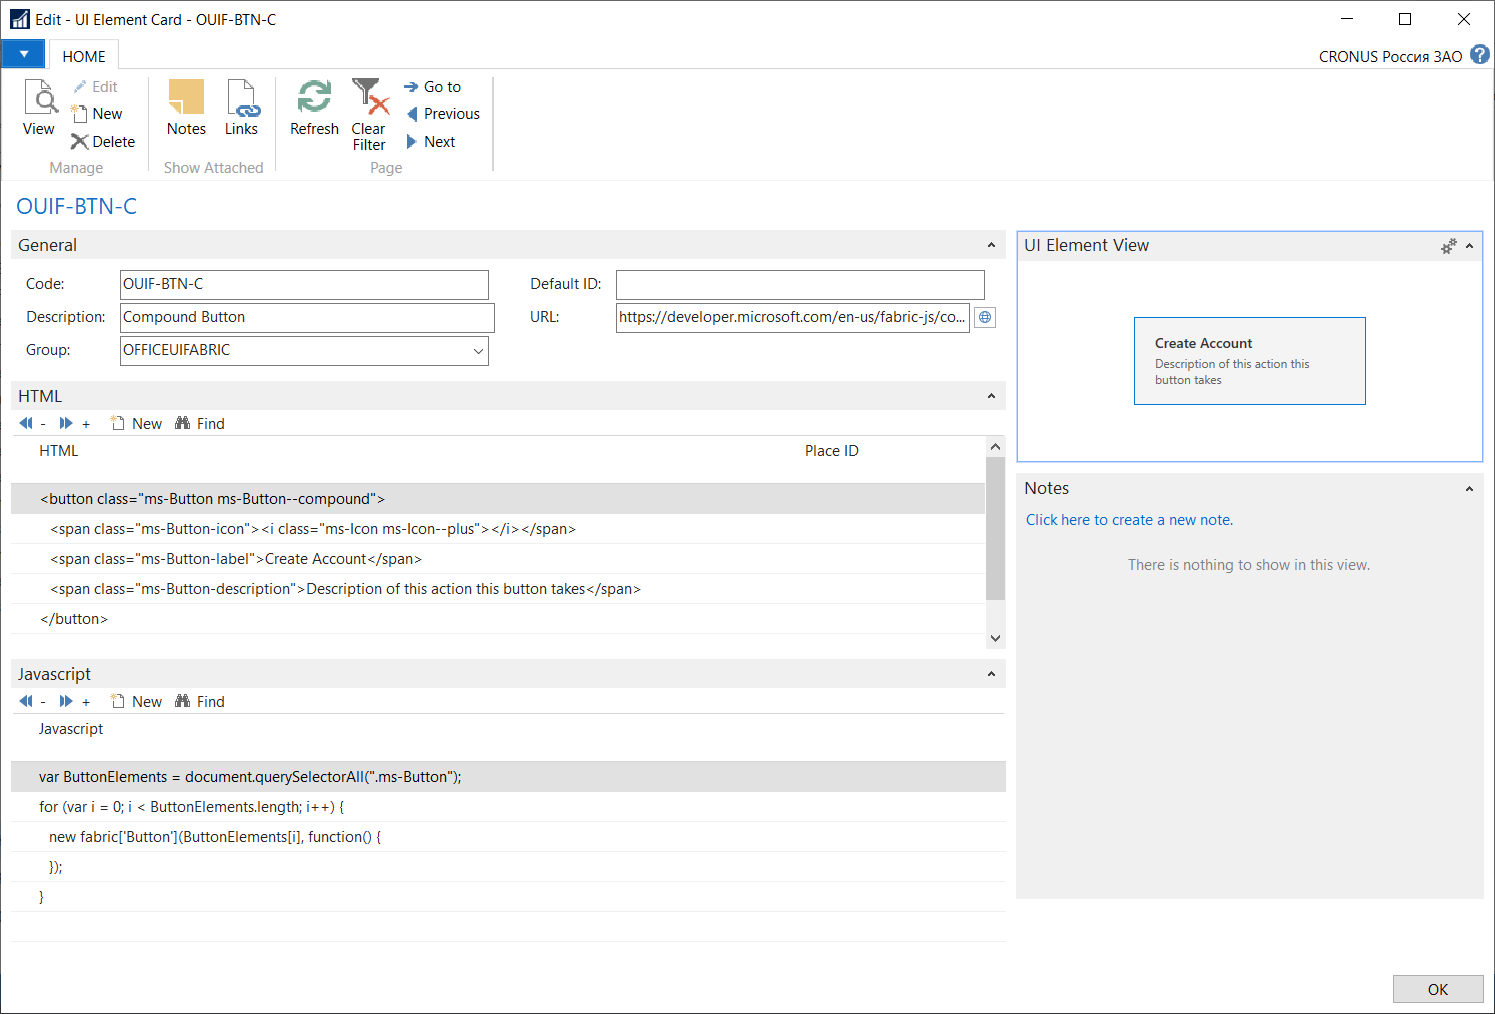 Edit - UI Element Card - OUIF-BTN-C
HOME
CRONUS Россия ЗАО
?
View
Edit
New
Delete
Manage
Notes
Links
Show Attached
Refresh
Clear
Filter
Go to
Previous
Next
Page
OUIF-BTN-C
General
Code:
OUIF-BTN-C
Default ID:
Description:
Compound Button
URL:
https://developer.microsoft.com/en-us/fabric-js/co...
Group:
OFFICEUIFABRIC
HTML
- + New Find
HTML Place ID
<button class="ms-Button ms-Button--compound">
<span class="ms-Button-icon"><i class="ms-Icon ms-Icon--plus"></i></span>
<span class="ms-Button-label">Create Account</span>
<span class="ms-Button-description">Description of this action this button takes</span>
</button>
Javascript
- + New Find
Javascript
var ButtonElements = document.querySelectorAll(".ms-Button");
for (var i = 0; i < ButtonElements.length; i++) {
new fabric['Button'](ButtonElements[i], function() {
});
}
UI Element View
Create Account
Description of this action this
button takes
Notes
Click here to create a new note.
There is nothing to show in this view.
OK